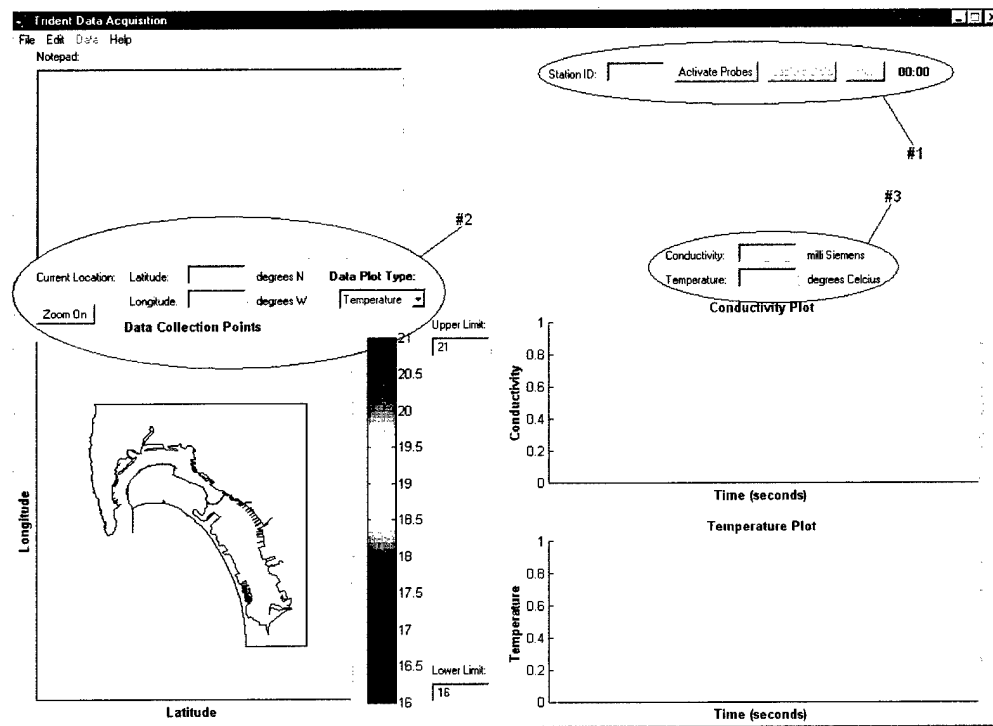 Trident Data Acquisition
File Edit Data Help
Notepad:
Station ID:
Activate Probes
00:00
#1
#2
#3
Current Location:
Latitude:
degrees N
Longitude:
degrees W
Data Plot Type:
Temperature
Zoom On
Data Collection Points
Conductivity:
milli Siemens
Temperature:
degrees Celcius
Upper Limit:
21
21
20.5
20
19.5
19
18.5
18
17.5
17
16.5
16
Lower Limit:
16
Longitude
Latitude
Conductivity Plot
1
0.8
0.6
0.4
0.2
0
Conductivity
Time (seconds)
Temperature Plot
1
0.8
0.6
0.4
0.2
0
Temperature
Time (seconds)